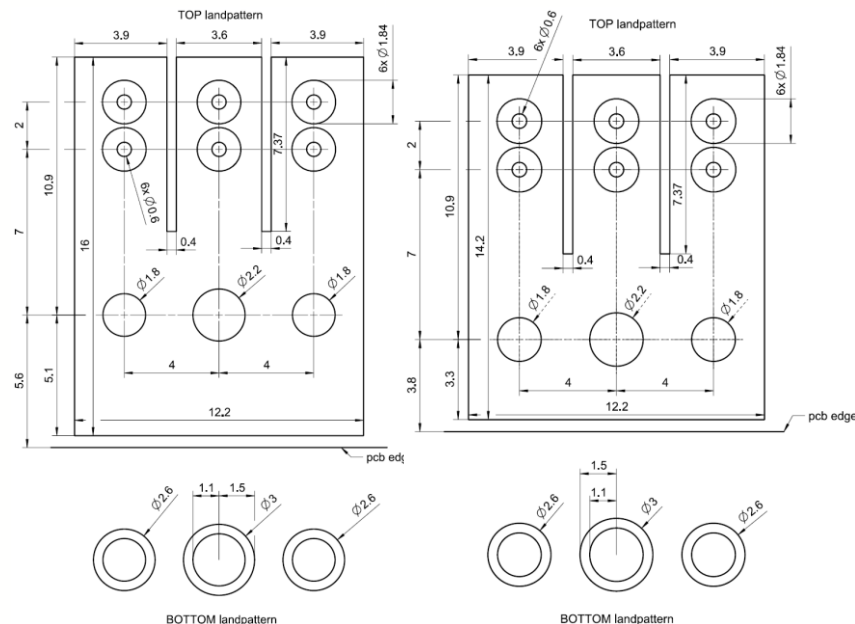 TOP landpattern
3.9
3.6
3.9
6x Ø1.84
2
10.9
7
6x Ø0.6
7.37
16
0.4
0.4
Ø1.8
Ø2.2
Ø1.8
5.6
5.1
4
4
12.2
pcb edg
1.1
1.5
Ø2.6
Ø3
Ø2.6
BOTTOM landpattern
TOP landpattern
6x Ø0.6
3.9
3.6
3.9
6x Ø1.84
2
10.9
7
7.37
14.2
0.4
0.4
Ø1.8
Ø2.2
Ø1.8
3.8
3.3
4
4
12.2
pcb edge
1.5
1.1
Ø2.6
Ø3
Ø2.6
BOTTOM landpattern